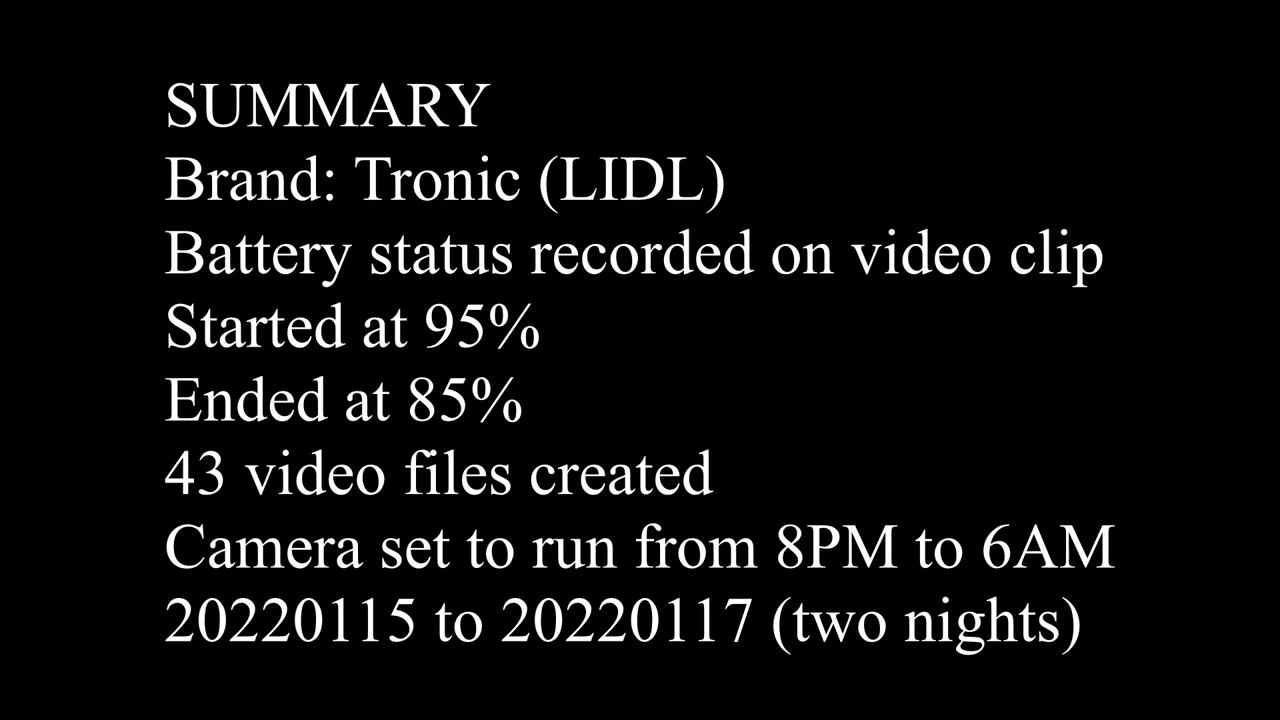 SUMMARY
Brand: Tronic (LIDL)
Battery status recorded on video clip
Started at 95%
Ended at 85%
43 video files created
Camera set to run from 8PM to 6AM
20220115 to 20220117 (two nights)